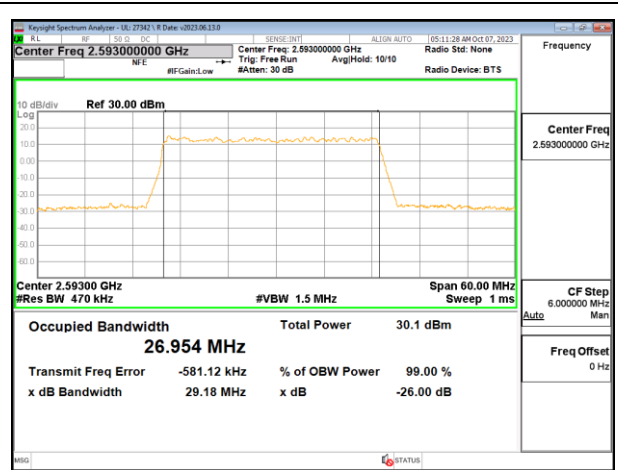 Keysight Spectrum Analyzer - UL: 27342 \ R Date: v2023.06.13.0
RL RF 50 Ω DC SENSE:INT ALIGN AUTO 05:11:28 AM Oct 07, 2023
Center Freq 2.593000000 GHz Center Freq: 2.593000000 GHz Radio Std: None Frequency
NFE Trig: Free Run Avg|Hold: 10/10
#IFGain:Low #Atten: 30 dB Radio Device: BTS
10 dB/div Ref 30.00 dBm
Log
20.0
10.0
0.00
-10.0
-20.0
-30.0
-40.0
-50.0
-60.0
Center 2.59300 GHz Span 60.00 MHz
#Res BW 470 kHz #VBW 1.5 MHz Sweep 1 ms
Occupied Bandwidth Total Power 30.1 dBm
26.954 MHz
Transmit Freq Error -581.12 kHz % of OBW Power 99.00 %
x dB Bandwidth 29.18 MHz x dB -26.00 dB
Center Freq
2.593000000 GHz
CF Step
6.000000 MHz
Auto Man
Freq Offset
0 Hz
MSG STATUS